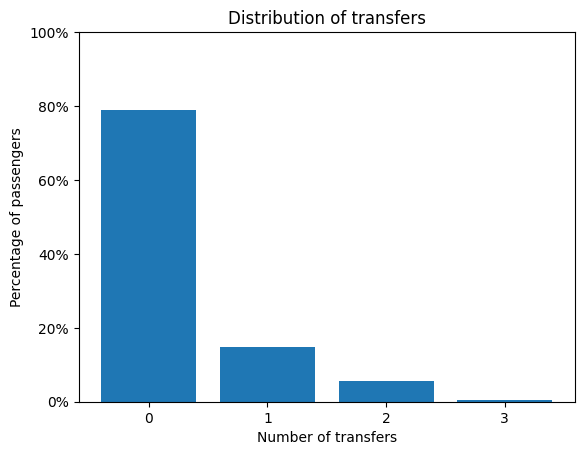 Distribution of transfers
100%
80%
60%
40%
20%
0%
Percentage of passengers
0 1 2 3
Number of transfers